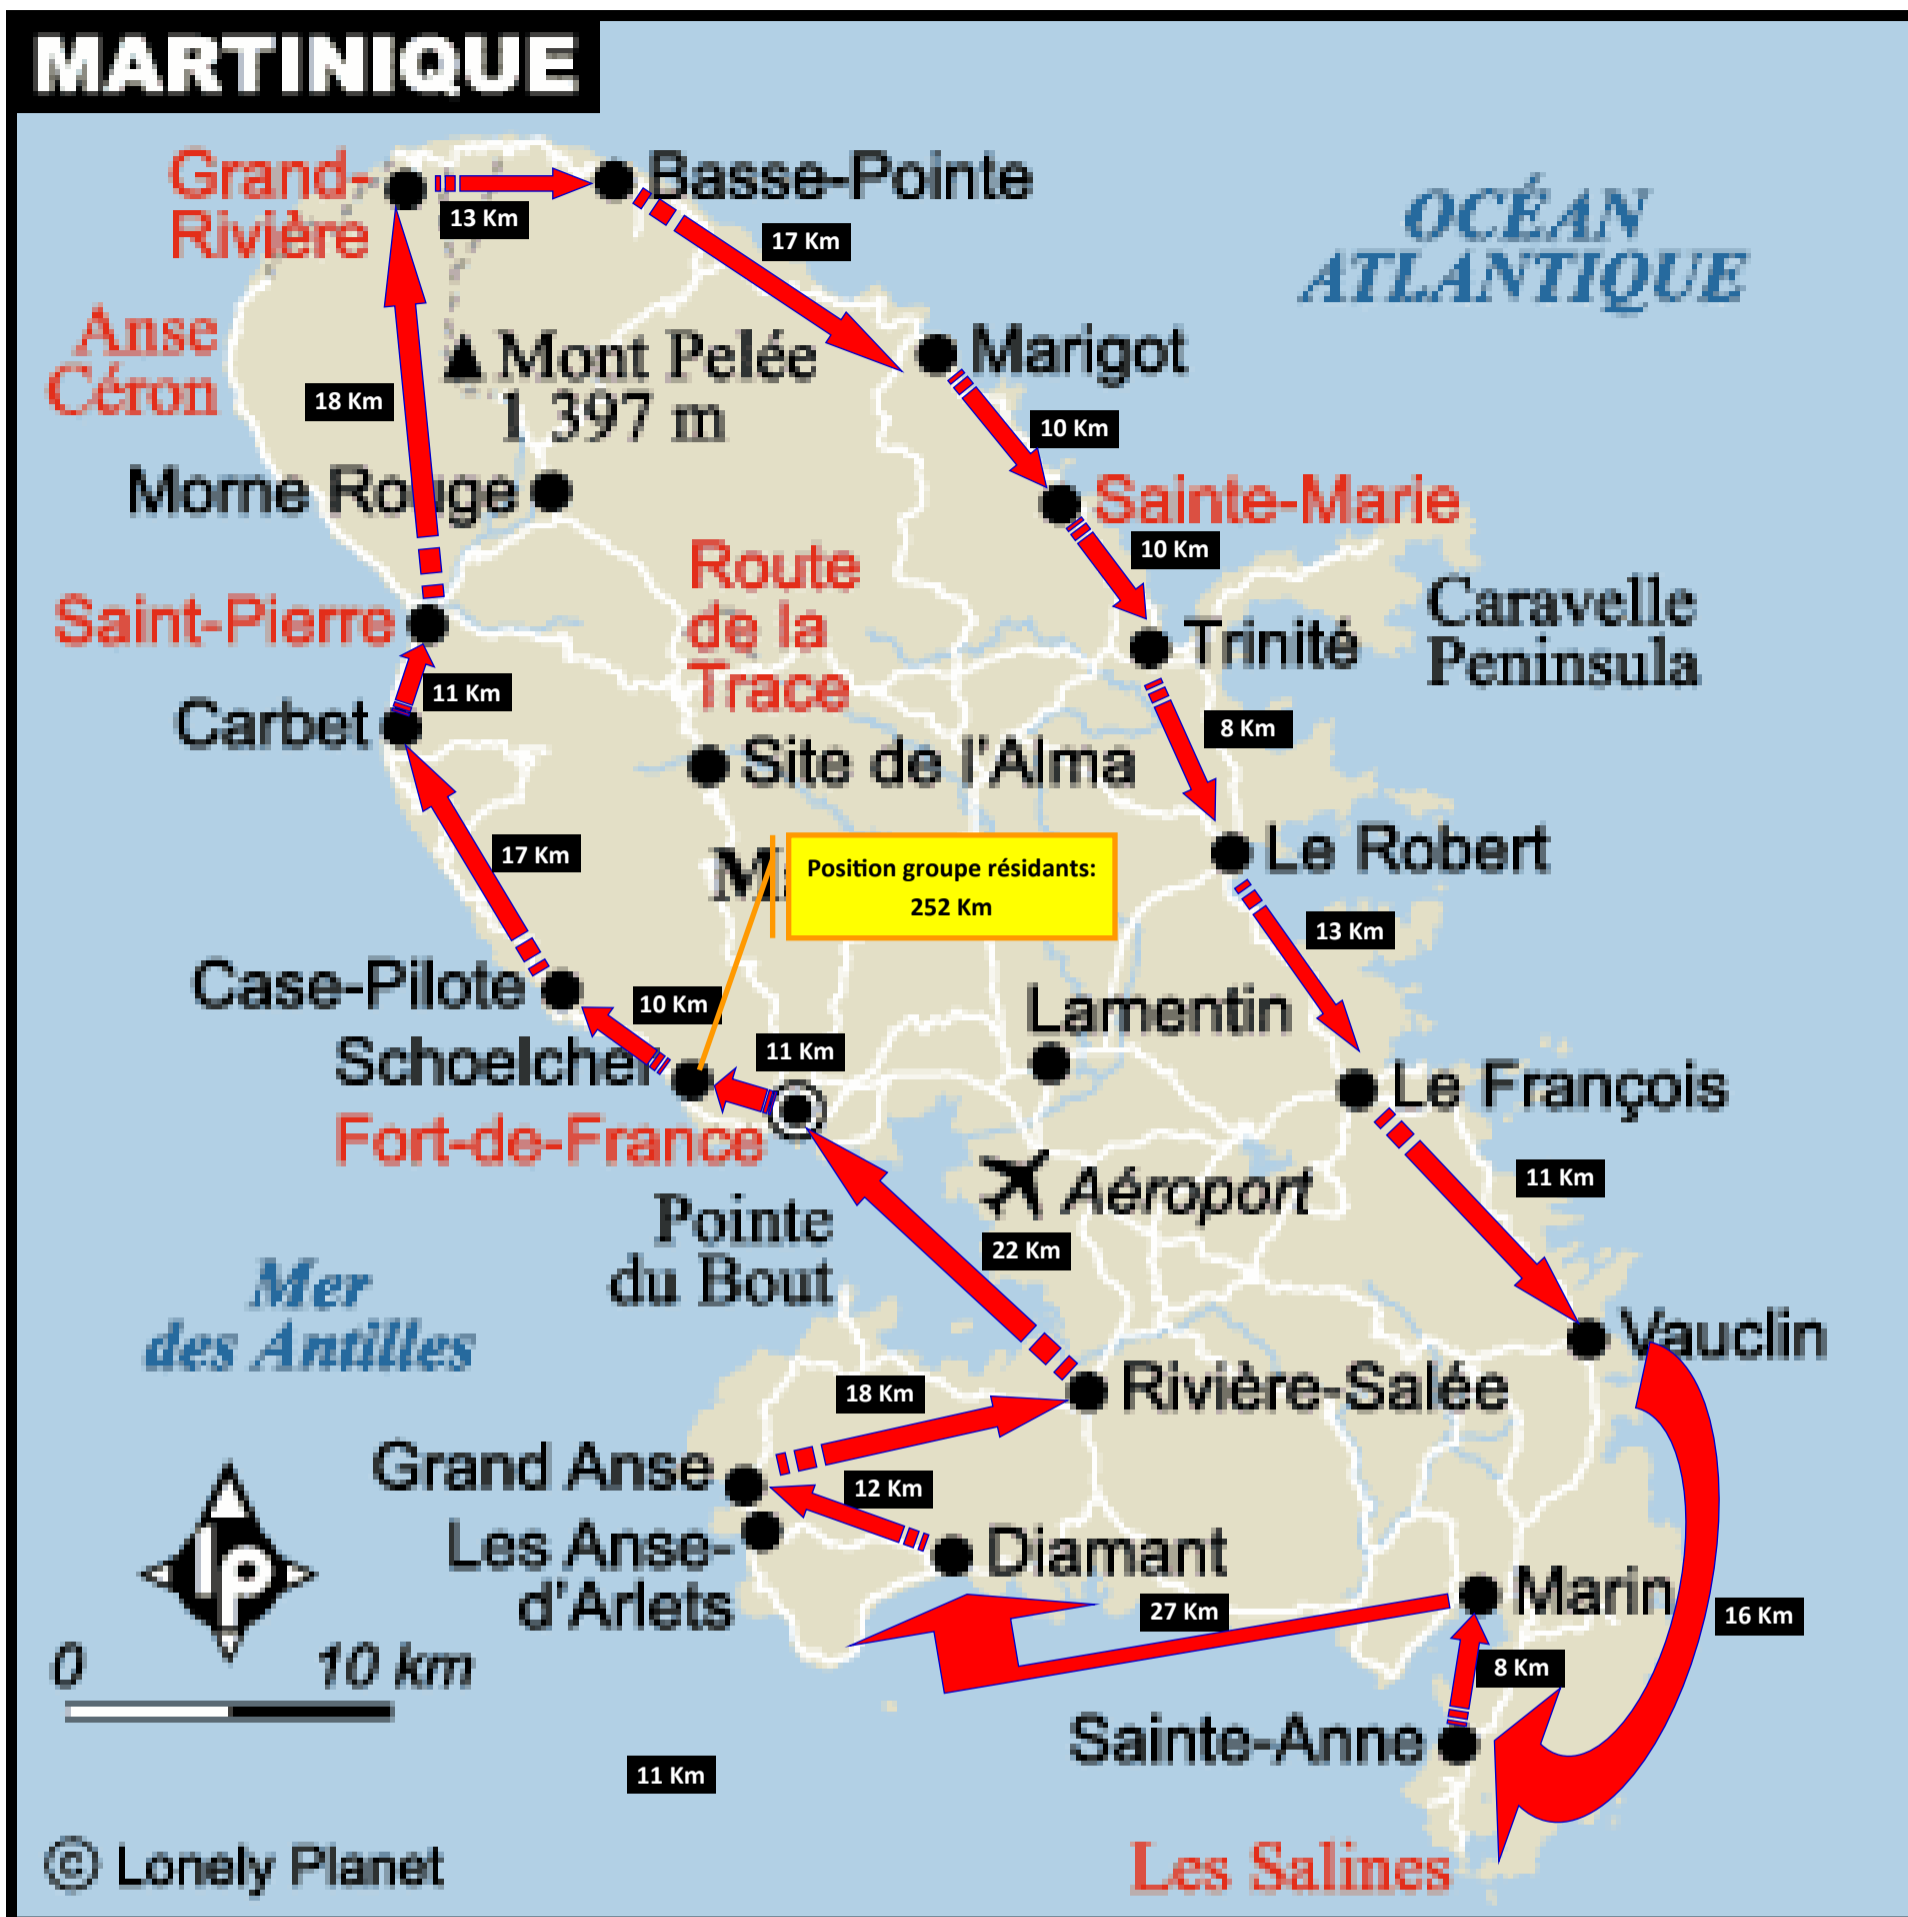 MARTINIQUE
Grand-
Rivière
Basse-Pointe
13 Km
17 Km
OCÉAN
ATLANTIQUE
Anse
Céron
Mont Pelée
1 397 m
Marigot
18 Km
10 Km
Morne Rouge
Sainte-Marie
10 Km
Route
de la
Trace
Caravelle
Peninsula
Saint-Pierre
Trinité
11 Km
Carbet
8 Km
Site de l'Alma
17 Km
Position groupe résidants:
252 Km
Le Robert
13 Km
Case-Pilote
10 Km
Lamentin
Schoelcher
11 Km
Le François
Fort-de-France
Aéroport
11 Km
Pointe
du Bout
22 Km
Mer
des Antilles
Vauclin
18 Km
Rivière-Salée
Grand Anse
12 Km
Les Anse-
d'Arlets
Diamant
27 Km
Marin
16 Km
8 Km
0 10 km
Sainte-Anne
11 Km
© Lonely Planet
Les Salines